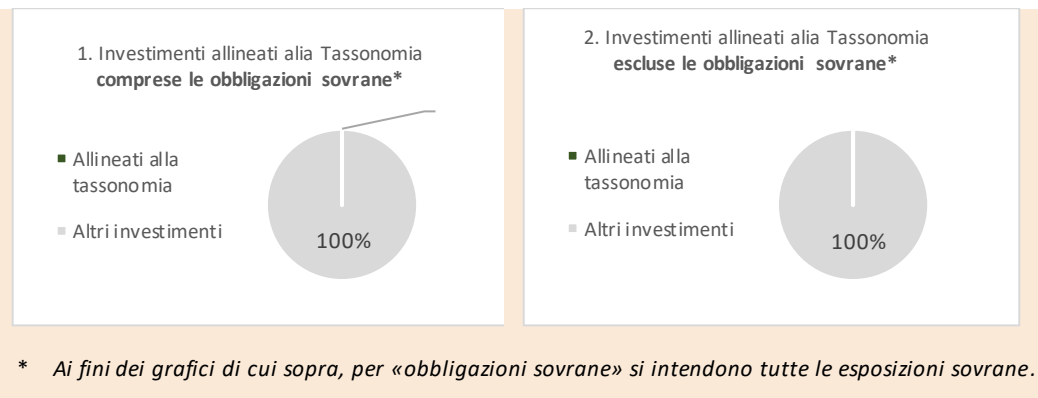 1. Investimenti allineati alia Tassonomia
comprese le obbligazioni sovrane*
Allineati alla
tassonomia
Altri investimenti
100%
2. Investimenti allineati alia Tassonomia
escluse le obbligazioni sovrane*
Allineati alla
tassonomia
Altri investimenti
100%
* Ai fini dei grafici di cui sopra, per «obbligazioni sovrane» si intendono tutte le esposizioni sovrane.